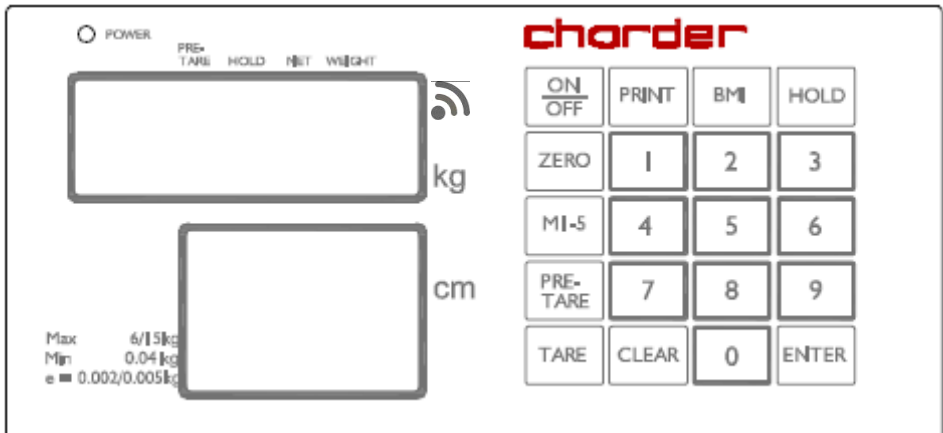 POWER
PRE-
TARE HOLD NET WEIGHT
kg
cm
Max 6/15kg
Min 0.04kg
e = 0.002/0.005kg
charder
ON
OFF
PRINT BMI HOLD
ZERO 1 2 3
M1-5 4 5 6
PRE-
TARE
7 8 9
TARE CLEAR 0 ENTER